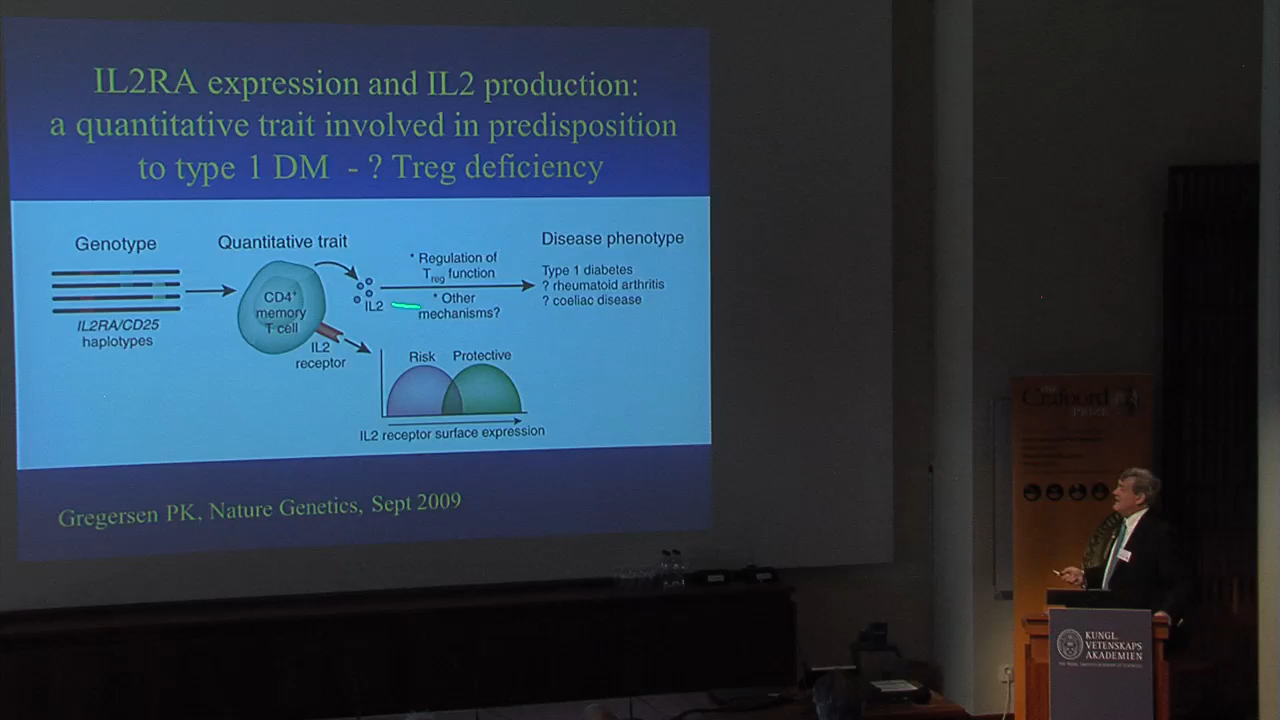 IL2RA expression and IL2 production:
a quantitative trait involved in predisposition
to type 1 DM - ? Treg deficiency
Genotype
Quantitative trait
Disease phenotype
IL2RA/CD25
haplotypes
CD4+
memory
T cell
IL2
IL2
receptor
* Regulation of
Treg function
* Other
mechanisms?
Type 1 diabetes
? rheumatoid arthritis
? coeliac disease
Risk
Protective
IL2 receptor surface expression
Gregersen PK, Nature Genetics, Sept 2009
Crafoord
PRIZE
KUNGL.
VETENSKAPS
AKADEMIEN